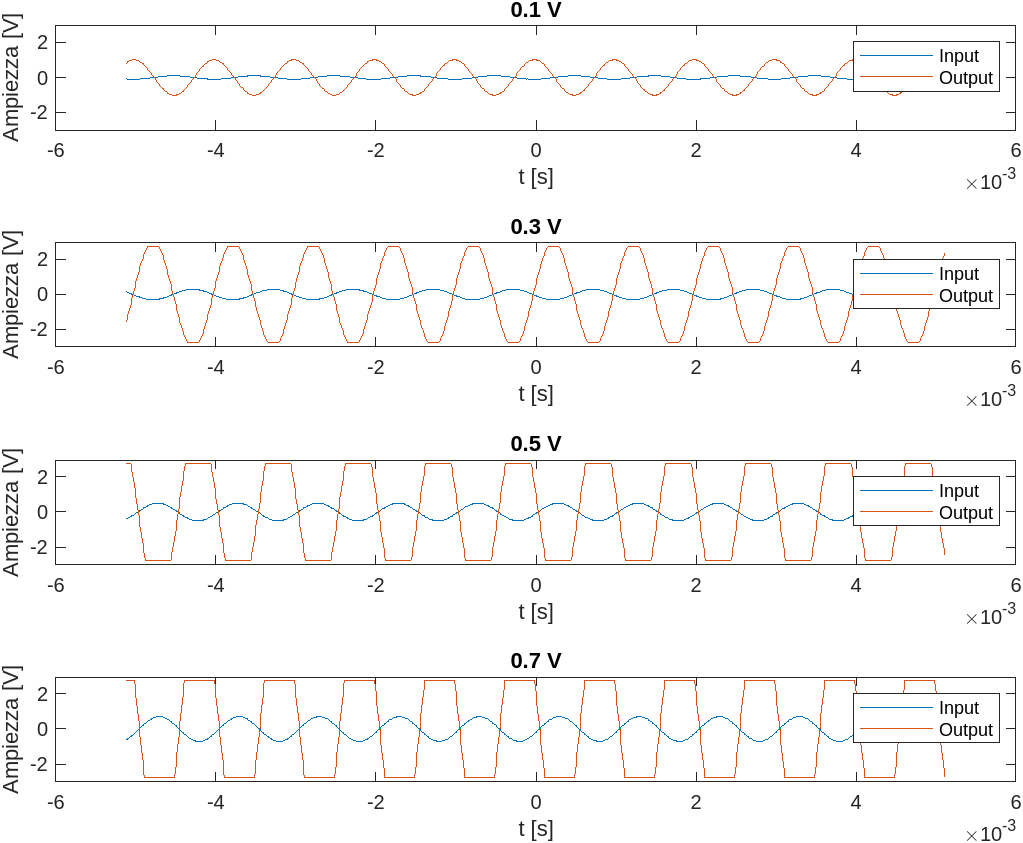 0.1 V
Ampiezza [V]
2
0
-2
-6 -4 -2 0 2 4 6
t [s]
×10-3
Input
Output
0.3 V
Ampiezza [V]
2
0
-2
-6 -4 -2 0 2 4 6
t [s]
×10-3
Input
Output
0.5 V
Ampiezza [V]
2
0
-2
-6 -4 -2 0 2 4 6
t [s]
×10-3
Input
Output
0.7 V
Ampiezza [V]
2
0
-2
-6 -4 -2 0 2 4 6
t [s]
×10-3
Input
Output